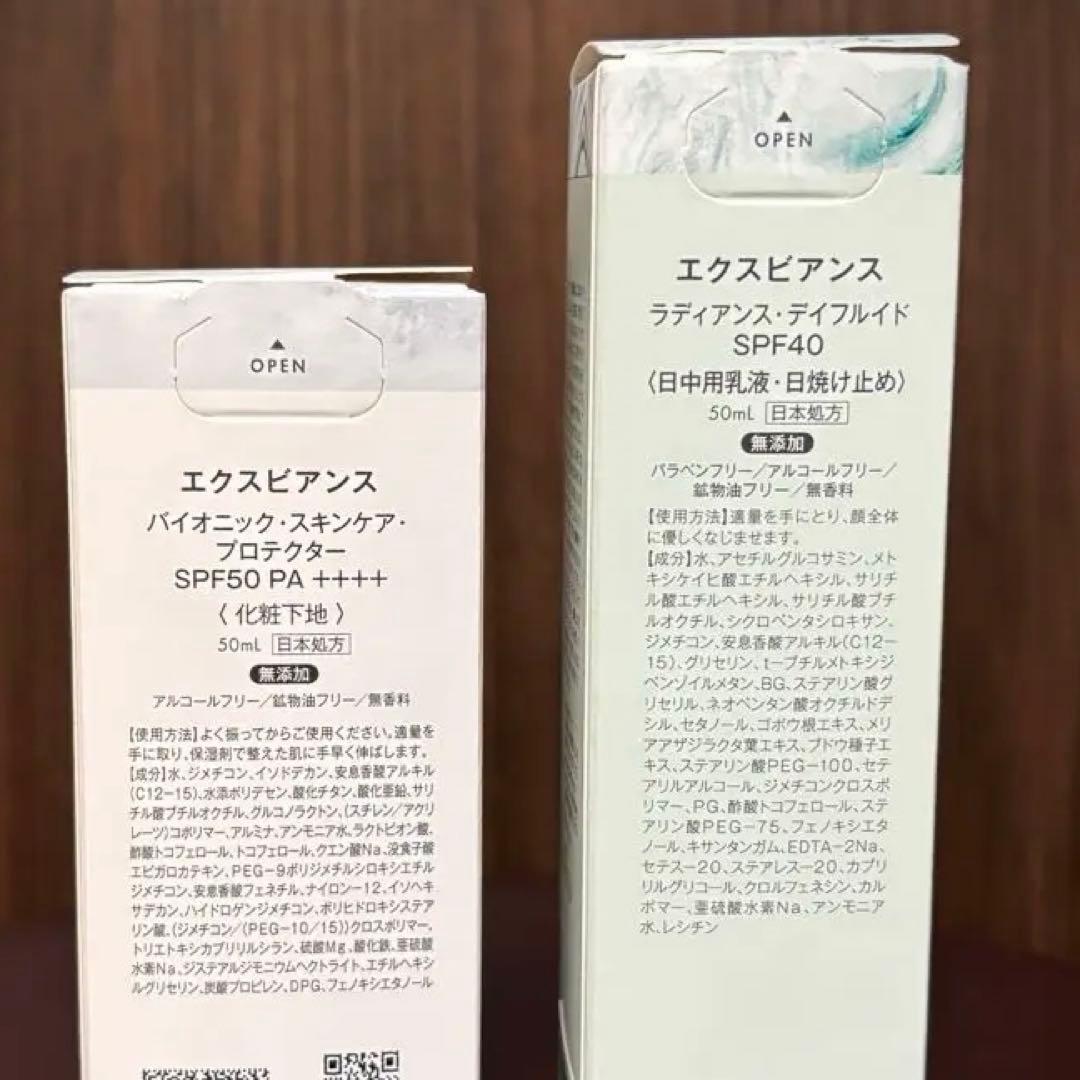 OPEN
エクスビアンス
バイオニック・スキンケア・
プロテクター
SPF50 PA ++++
〈 化粧下地 〉
50mL 日本処方
無添加
アルコールフリー／鉱物油フリー／無香料
【使用方法】よく振ってからご使用ください。適量を
手に取り、保湿剤で整えた肌に手早く伸ばします。
【成分】水、ジメチコン、イソドデカン、安息香酸アルキル
(C12-15)、水添ポリデセン、酸化チタン、酸化亜鉛、サリ
チル酸ブチルオクチル、グルコノラクトン、(スチレン／アクリ
レーツ)コポリマー、アルミナ、アンモニア水、ラクトビオン酸、
酢酸トコフェロール、トコフェロール、クエン酸Na、没食子酸
エピガロカテキン、PEG-9ポリジメチルシロキシエチル
ジメチコン、安息香酸フェネチル、ナイロン-12、イソヘキ
サデカン、ハイドロゲンジメチコン、ポリヒドロキシステア
リン酸、(ジメチコン/(PEG-10/15))クロスポリマー、
トリエトキシカプリリルシラン、硫酸Mg、酸化鉄、亜硫酸
水素Na、ジステアルジモニウムヘクトライト、エチルヘキシ
ルグリセリン、炭酸プロピレン、DPG、フェノキシエタノール
OPEN
エクスビアンス
ラディアンス・デイフルイド
SPF40
〈日中用乳液・日焼け止め〉
50mL 日本処方
無添加
パラベンフリー／アルコールフリー／
鉱物油フリー／無香料
【使用方法】適量を手にとり、顔全体
に優しくなじませます。
【成分】水、アセチルグルコサミン、メト
キシケイヒ酸エチルヘキシル、サリチ
ル酸エチルヘキシル、サリチル酸ブチ
ルオクチル、シクロペンタシロキサン、
ジメチコン、安息香酸アルキル(C12-
15)、グリセリン、t-ブチルメトキシジ
ベンゾイルメタン、BG、ステアリン酸グ
リセリル、ネオペンタン酸オクチルドデ
シル、セタノール、ゴボウ根エキス、メリ
アアザジラクタ葉エキス、ブドウ種子エ
キス、ステアリン酸PEG-100、セテ
アリルアルコール、ジメチコンクロスポ
リマー、PG、酢酸トコフェロール、ステ
アリン酸PEG-75、フェノキシエタ
ノール、キサンタンガム、EDTA-2Na、
セテス-20、ステアレス-20、カプリ
リルグリコール、クロルフェネシン、カル
ボマー、亜硫酸水素Na、アンモニア
水、レシチン